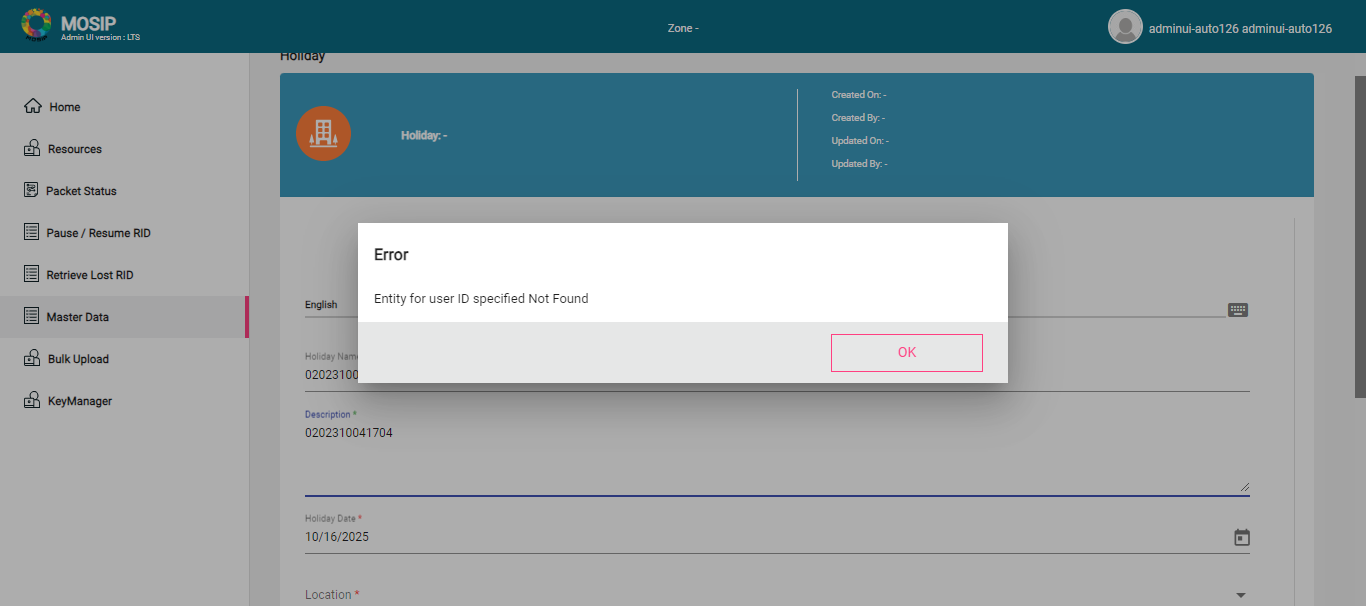 MOSIP
Admin UI version : LTS
Zone -
adminui-auto126 adminui-auto126
Home
Resources
Packet Status
Pause / Resume RID
Retrieve Lost RID
Master Data
Bulk Upload
KeyManager
Holiday
Holiday: -
Created On: -
Created By: -
Updated On: -
Updated By: -
Error
Entity for user ID specified Not Found
OK
English
Holiday Name
0202310
Description *
0202310041704
Holiday Date *
10/16/2025
Location *